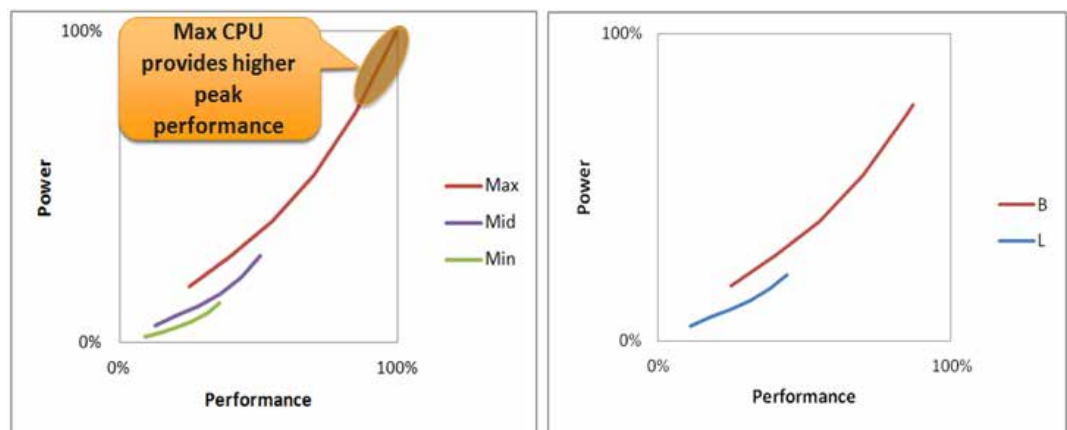 100%
Max CPU
provides higher
peak
performance
Power
Max
Mid
Min
0%
0%
100%
Performance
100%
Power
B
L
0%
0%
100%
Performance